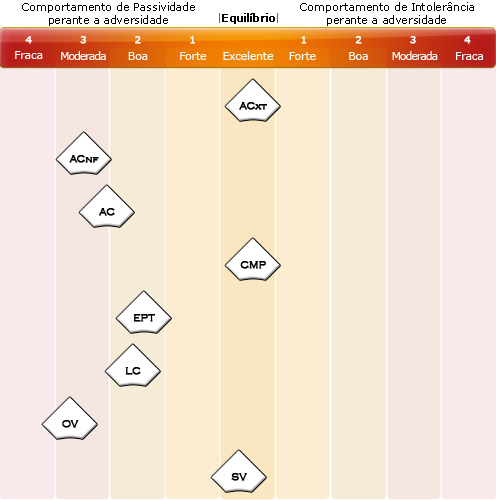 Comportamento de Passividade
perante a adversidade
|Equilíbrio|
Comportamento de Intolerância
perante a adversidade
4 3 2 1 1 2 3 4
Fraca Moderada Boa Forte Excelente Forte Boa Moderada Fraca
ACXT
ACNF
AC
CMP
EPT
LC
OV
SV